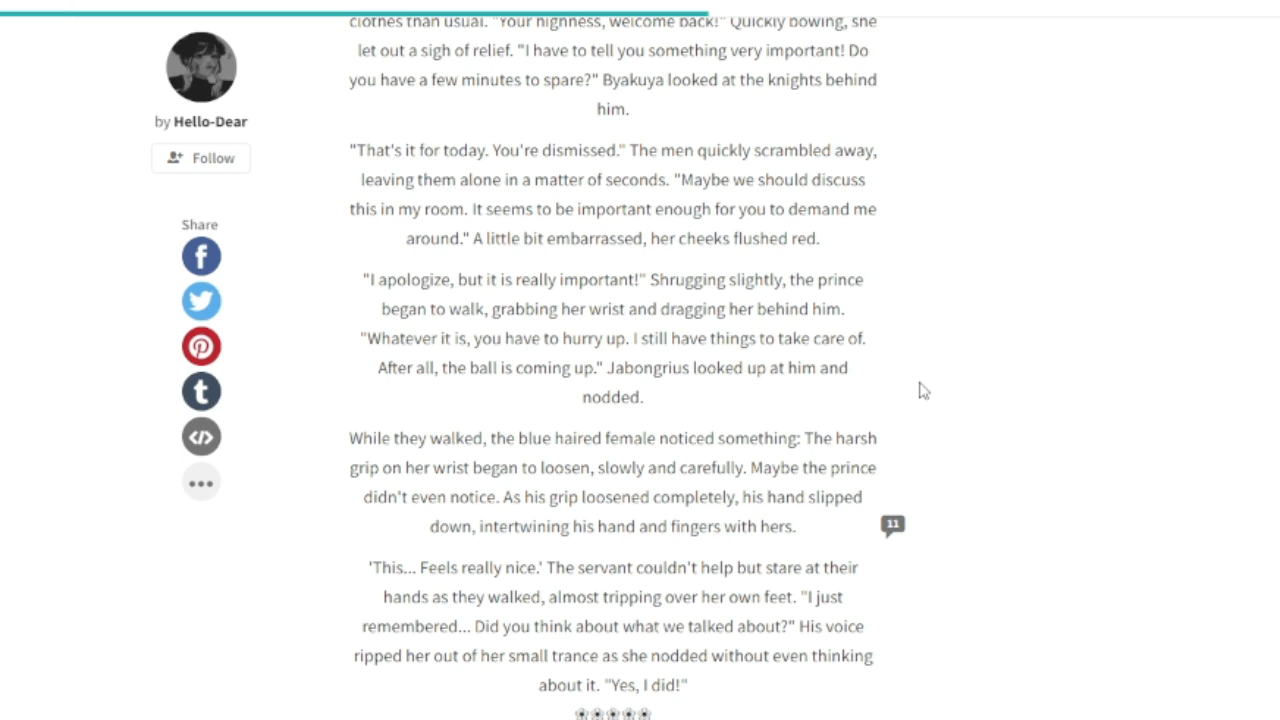 clothes than usual. "Your highness, welcome back!" Quickly bowing, she
let out a sigh of relief. "I have to tell you something very important! Do
you have a few minutes to spare?" Byakuya looked at the knights behind
him.
by Hello-Dear
Follow
"That's it for today. You're dismissed." The men quickly scrambled away,
leaving them alone in a matter of seconds. "Maybe we should discuss
this in my room. It seems to be important enough for you to demand me
around." A little bit embarrassed, her cheeks flushed red.
Share
"I apologize, but it is really important!" Shrugging slightly, the prince
began to walk, grabbing her wrist and dragging her behind him.
"Whatever it is, you have to hurry up. I still have things to take care of.
After all, the ball is coming up." Jabongrius looked up at him and
nodded.
While they walked, the blue haired female noticed something: The harsh
grip on her wrist began to loosen, slowly and carefully. Maybe the prince
didn't even notice. As his grip loosened completely, his hand slipped
down, intertwining his hand and fingers with hers.
11
'This... Feels really nice.' The servant couldn't help but stare at their
hands as they walked, almost tripping over her own feet. "I just
remembered... Did you think about what we talked about?" His voice
ripped her out of her small trance as she nodded without even thinking
about it. "Yes, I did!"